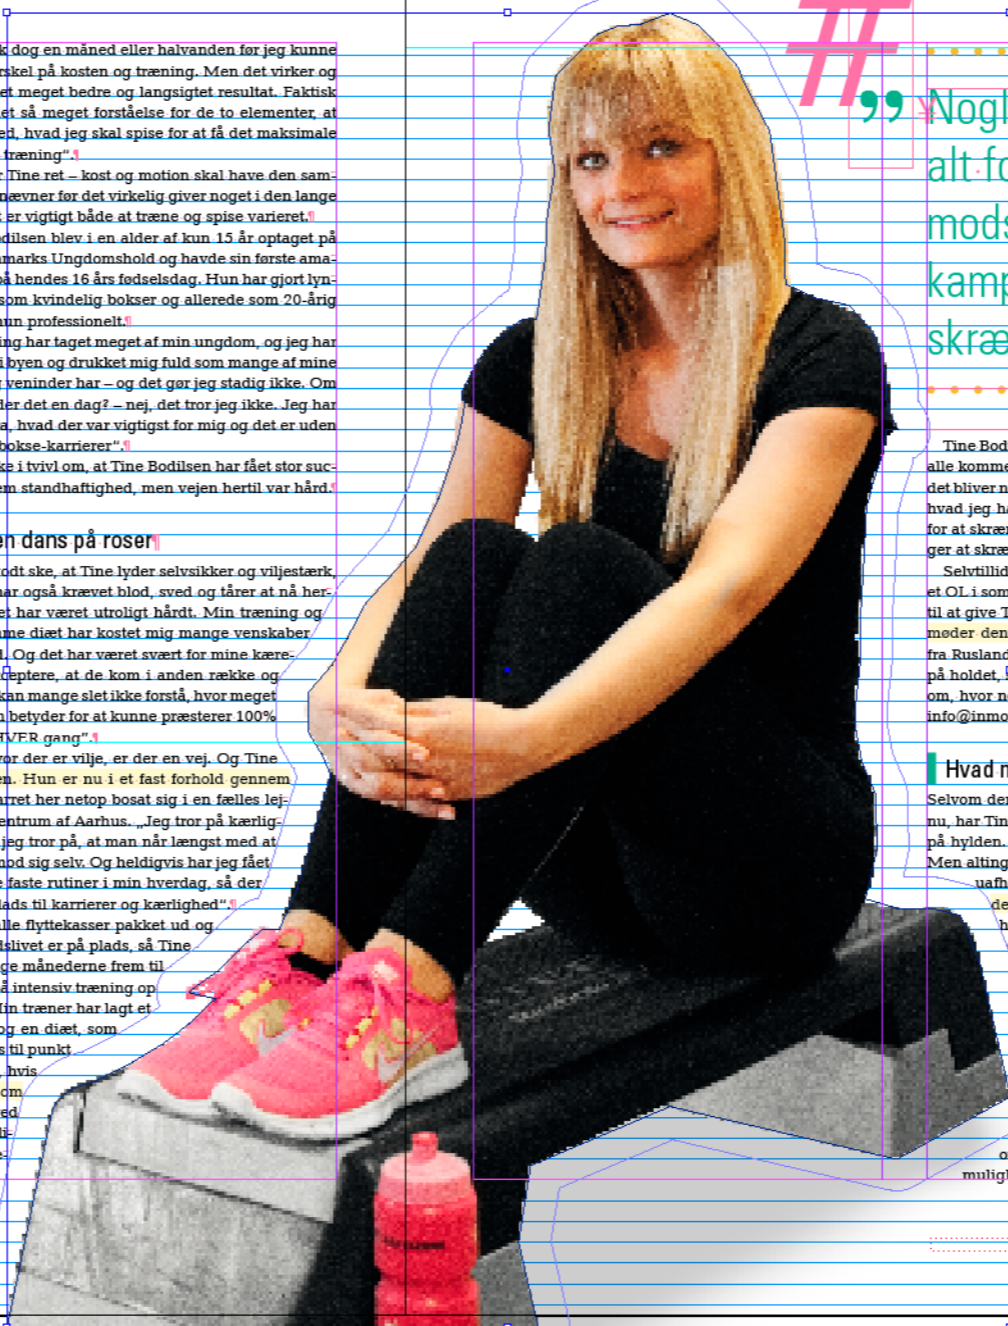 k dog en måned eller halvanden før jeg kunne
rskel på kosten og træning. Men det virker og
et meget bedre og langsigtet resultat. Faktisk
et så meget forståelse for de to elementer, at
ed, hvad jeg skal spise for at få det maksimale
træning“.
r Tine ret – kost og motion skal have den sam-
nævner før det virkelig giver noget i den lange
t er vigtigt både at træne og spise varieret.
odilsen blev i en alder af kun 15 år optaget på
nmarks Ungdomshold og havde sin første ama-
på hendes 16 års fødselsdag. Hun har gjort lyn-
som kvindelig bokser og allerede som 20-årig
hun professionelt.
ing har taget meget af min ungdom, og jeg har
i byen og drukket mig fuld som mange af mine
veninder har – og det gør jeg stadig ikke. Om
der det en dag? – nej, det tror jeg ikke. Jeg har
a, hvad der var vigtigst for mig og det er uden
bokse-karrierer“.
ke i tvivl om, at Tine Bodilsen har fået stor suc-
em standhaftighed, men vejen hertil var hård.
en dans på roser
odt ske, at Tine lyder selvsikker og viljestærk,
har også krævet blod, sved og tårer at nå her-
et har været utroligt hårdt. Min træning og
me diæt har kostet mig mange venskaber
d. Og det har været svært for mine kære-
ceptere, at de kom i anden række og
kan mange slet ikke forstå, hvor meget
n betyder for at kunne præsterer 100%
HVER gang“.
vor der er vilje, er der en vej. Og Tine
en. Hun er nu i et fast forhold gennem
arret her netop bosat sig i en fælles lej-
entrum af Aarhus. „Jeg tror på kærlig-
jeg tror på, at man når længst med at
mod sig selv. Og heldigvis har jeg fået
e faste rutiner i min hverdag, så der
lads til karrierer og kærlighed“.
lle flyttekasser pakket ud og
dslivet er på plads, så Tine
ge månederne frem til
å intensiv træning op
Min træner har lagt et
og en diæt, som
s til punkt
, hvis
om
ed
li-
e-
#
”
Nogl
alt fo
mods
kamp
skræ
Tine Bod
alle komme
det bliver n
hvad jeg ha
for at skræ
ger at skræ
Selvtillid
et OL i som
til at give T
møder den
fra Rusland
på holdet,
om, hvor n
info@inmo
Hvad n
Selvom der
nu, har Tin
på hylden.
Men alting
uafh
de
h
o
mulig